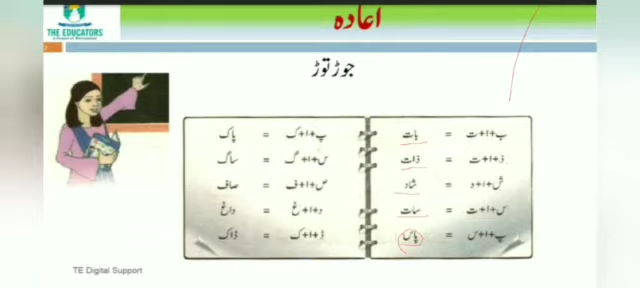 THE EDUCATORS
اعادہ
جوڑ توڑ
ب+ا+ت = بات
ذ+ا+ت = ذات
ش+ا+د = شاد
س+ا+ت = سات
پ+ا+س = پاس
پ+ا+ک = پاک
س+ا+گ = ساگ
ص+ا+ف = صاف
د+ا+غ = داغ
ڈ+ا+ک = ڈاک
TE Digital Support